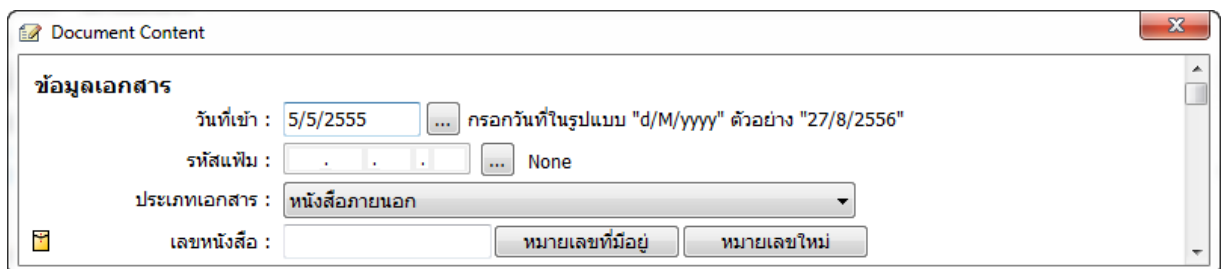 Document Content
ข้อมูลเอกสาร
วันที่เข้า : 5/5/2555 ... กรอกวันที่ในรูปแบบ "d/M/yyyy" ตัวอย่าง "27/8/2556"
รหัสแฟ้ม : . . . ... None
ประเภทเอกสาร : หนังสือภายนอก
เลขหนังสือ : หมายเลขที่มีอยู่ หมายเลขใหม่